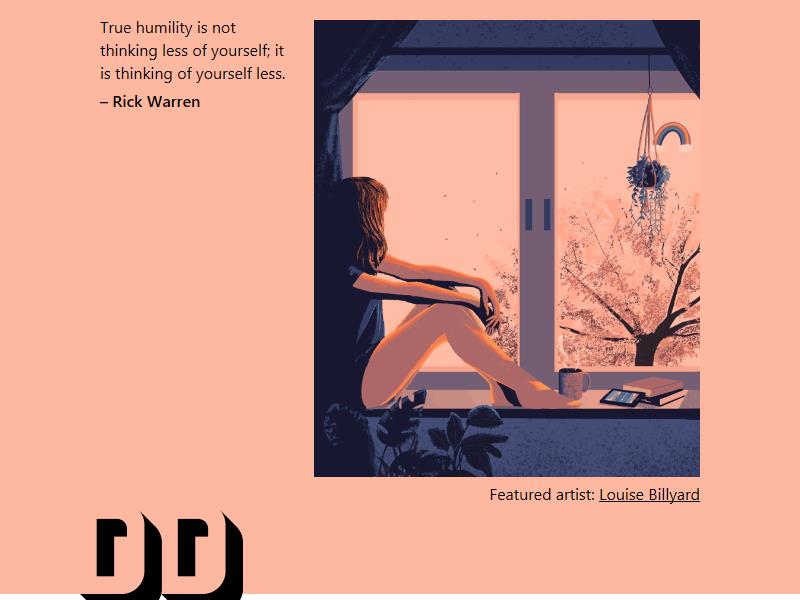 True humility is not
thinking less of yourself; it
is thinking of yourself less.
– Rick Warren
Featured artist: Louise Billyard